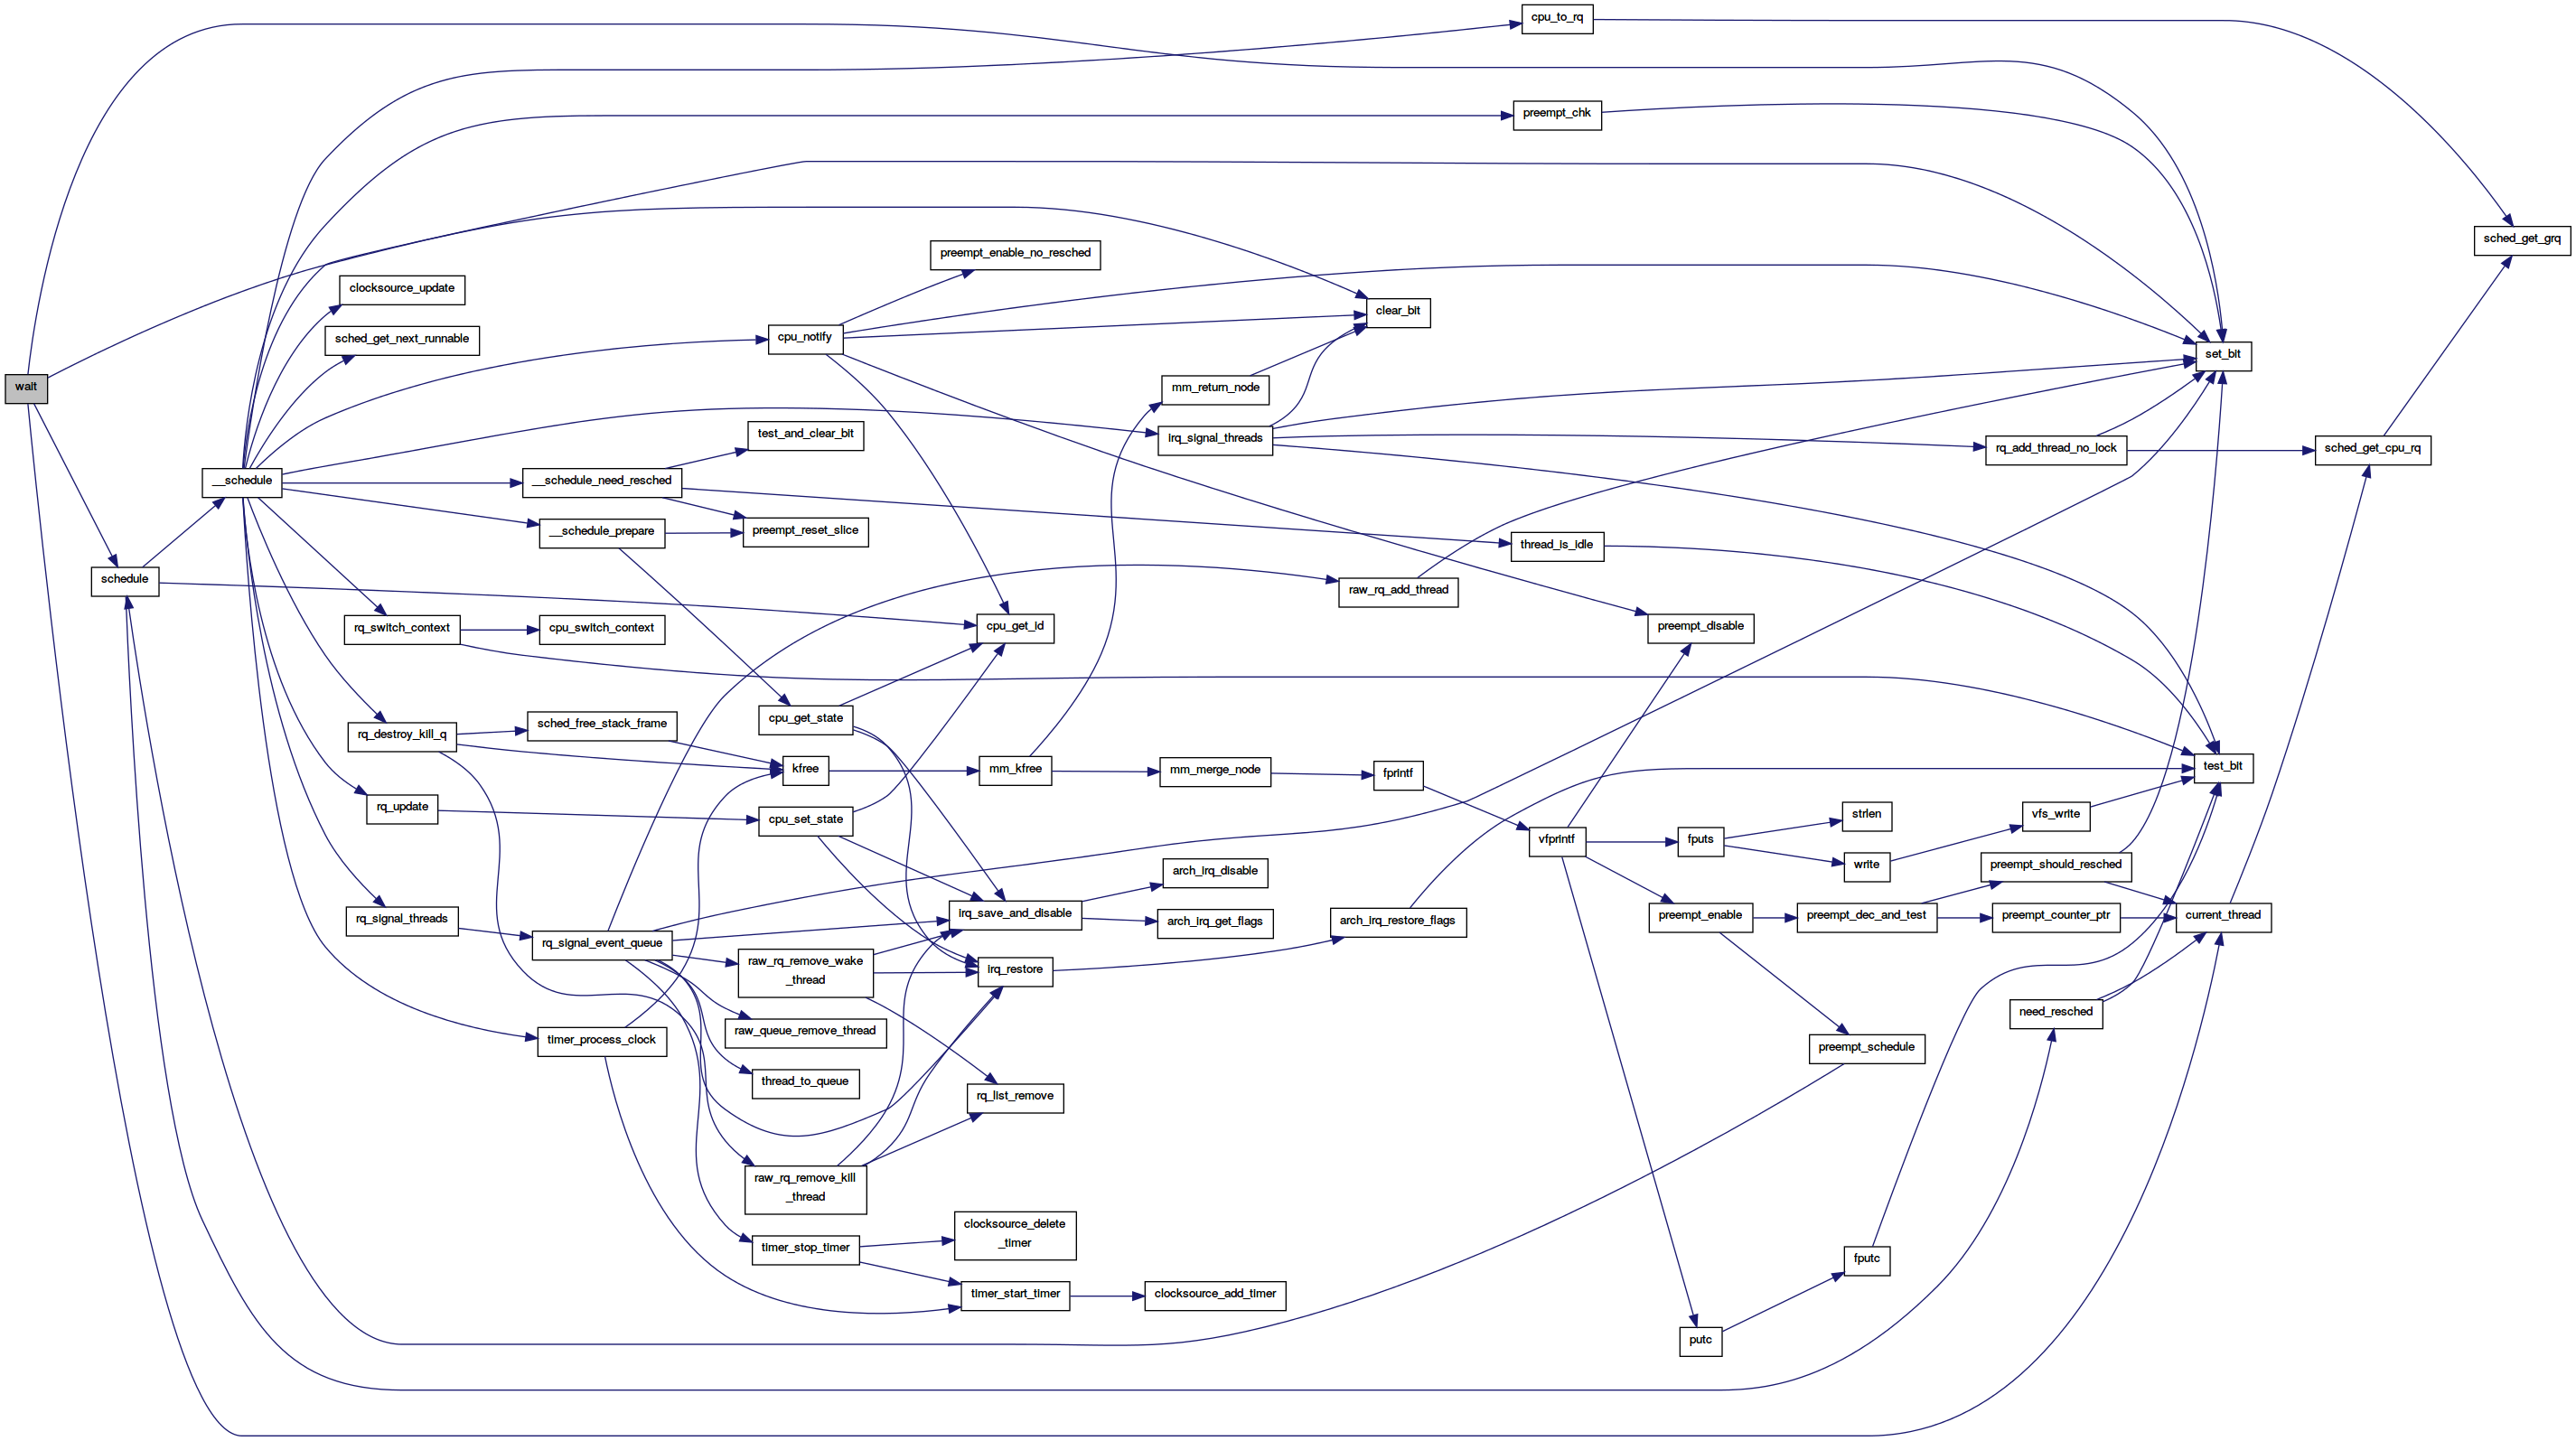 cpu_to_rq
preempt_chk
sched_get_grq
preempt_enable_no_resched
clocksource_update
clear_bit
sched_get_next_runnable
cpu_notify
set_bit
wait
mm_return_node
test_and_clear_bit
irq_signal_threads
rq_add_thread_no_lock
sched_get_cpu_rq
__schedule
__schedule_need_resched
__schedule_prepare
preempt_reset_slice
thread_is_idle
schedule
raw_rq_add_thread
rq_switch_context
cpu_switch_context
cpu_get_id
preempt_disable
cpu_get_state
sched_free_stack_frame
rq_destroy_kill_q
kfree
mm_kfree
mm_merge_node
fprintf
test_bit
rq_update
cpu_set_state
strlen
vfs_write
vfprintf
fputs
write
preempt_should_resched
arch_irq_disable
rq_signal_threads
irq_save_and_disable
arch_irq_get_flags
arch_irq_restore_flags
preempt_enable
preempt_dec_and_test
preempt_counter_ptr
current_thread
rq_signal_event_queue
raw_rq_remove_wake
_thread
irq_restore
need_resched
raw_queue_remove_thread
timer_process_clock
preempt_schedule
thread_to_queue
rq_list_remove
raw_rq_remove_kill
_thread
clocksource_delete
_timer
timer_stop_timer
fputc
timer_start_timer
clocksource_add_timer
putc